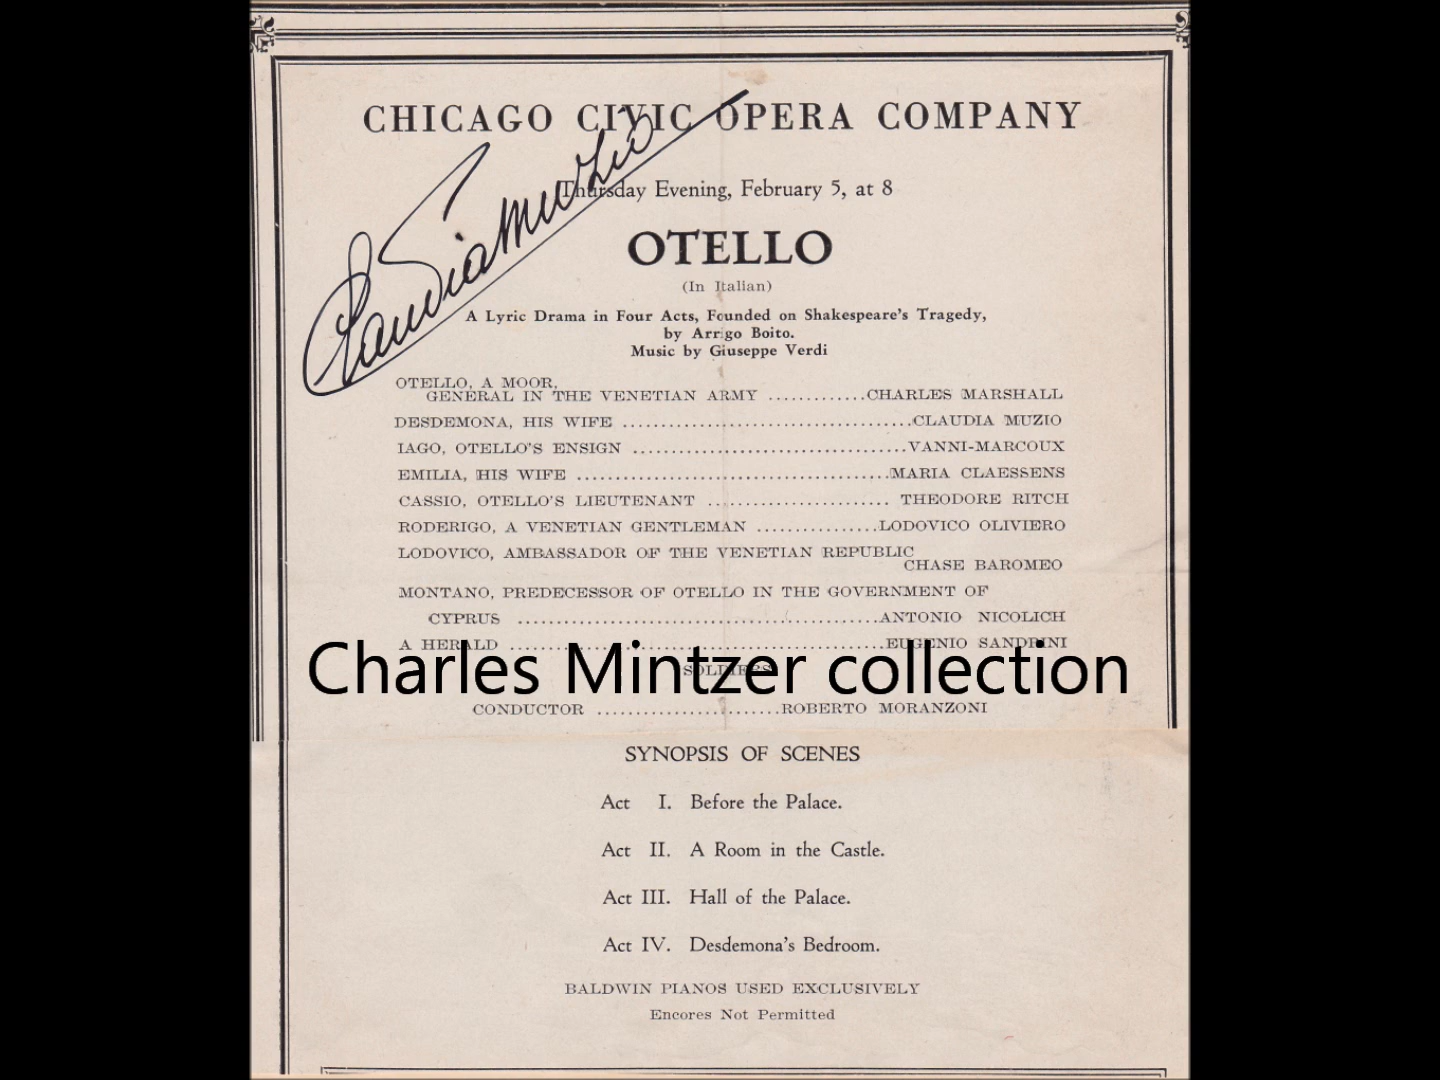 CHICAGO CIVIC OPERA COMPANY
Claudia Muzio
Thursday Evening, February 5, at 8
OTELLO
(In Italian)
A Lyric Drama in Four Acts, Founded on Shakespeare's Tragedy,
by Arrigo Boito.
Music by Giuseppe Verdi
OTELLO, A MOOR,
GENERAL IN THE VENETIAN ARMY .............CHARLES MARSHALL
DESDEMONA, HIS WIFE ......................................CLAUDIA MUZIO
IAGO, OTELLO'S ENSIGN ....................................VANNI-MARCOUX
EMILIA, HIS WIFE .........................................MARIA CLAESSENS
CASSIO, OTELLO'S LIEUTENANT ........................ THEODORE RITCH
RODERIGO, A VENETIAN GENTLEMAN ................LODOVICO OLIVIERO
LODOVICO, AMBASSADOR OF THE VENETIAN REPUBLIC
CHASE BAROMEO
MONTANO, PREDECESSOR OF OTELLO IN THE GOVERNMENT OF
CYPRUS ...............................................ANTONIO NICOLICH
A HERALD .................................................EUGENIO SANDRINI
SOLDIERS
Charles Mintzer collection
CONDUCTOR ........................ROBERTO MORANZONI
SYNOPSIS OF SCENES
Act I. Before the Palace.
Act II. A Room in the Castle.
Act III. Hall of the Palace.
Act IV. Desdemona's Bedroom.
BALDWIN PIANOS USED EXCLUSIVELY
Encores Not Permitted